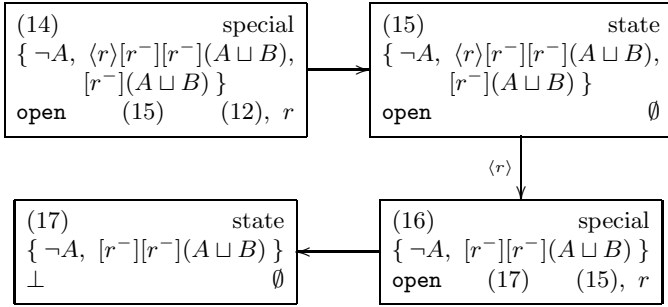 (14) special
{ ¬A, ⟨r⟩[r⁻][r⁻](A ⊔ B),
[r⁻](A ⊔ B) }
open (15) (12), r
(15) state
{ ¬A, ⟨r⟩[r⁻][r⁻](A ⊔ B),
[r⁻](A ⊔ B) }
open ∅
⟨r⟩
(17) state
{ ¬A, [r⁻][r⁻](A ⊔ B) }
⊥ ∅
(16) special
{ ¬A, [r⁻][r⁻](A ⊔ B) }
open (17) (15), r